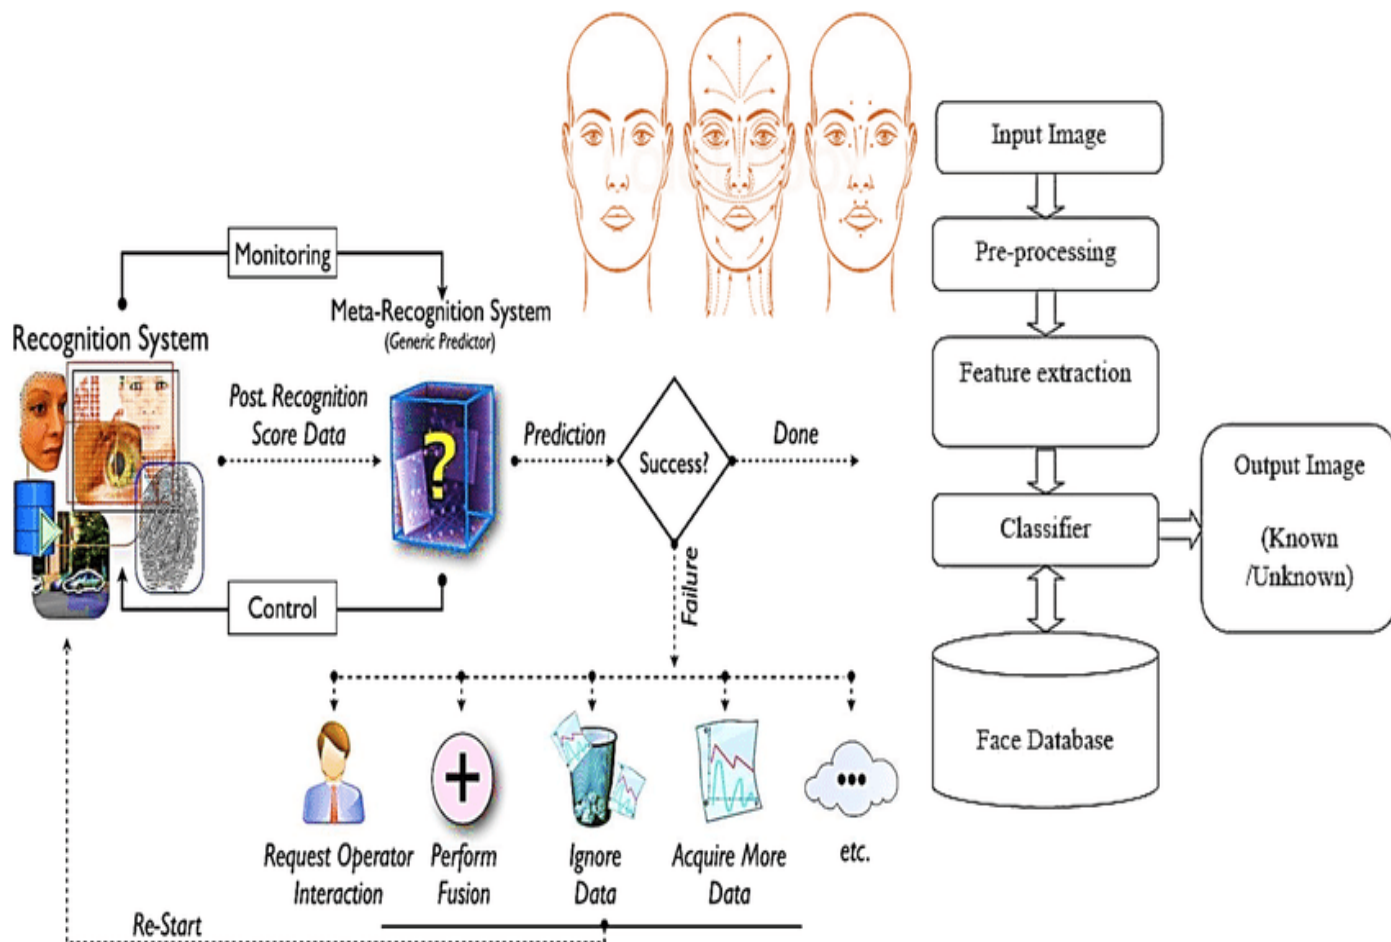 Input Image
Pre-processing
Feature extraction
Classifier
Output Image
(Known
/Unknown)
Face Database
Monitoring
Meta-Recognition System
(Generic Predictor)
Recognition System
Post. Recognition
Score Data
?
Prediction
Success?
Done
Control
Failure
Request Operator
Interaction
Perform
Fusion
Ignore
Data
Acquire More
Data
etc.
Re-Start